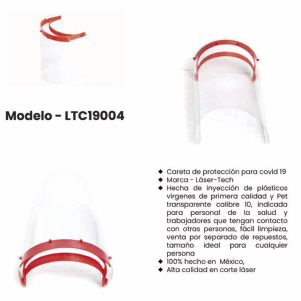 Modelo - LTC19004
Careta de protección para covid 19
Marca - Láser-Tech
Hecha de inyección de plásticos
vírgenes de primera calidad y Pet
transparente calibre 10, indicada
para personal de la salud y
trabajadores que tengan contacto
con otras personas, fácil limpieza,
venta por separado de repuestos,
tamaño ideal para cualquier
persona
100% hecho en México,
Alta calidad en corte láser